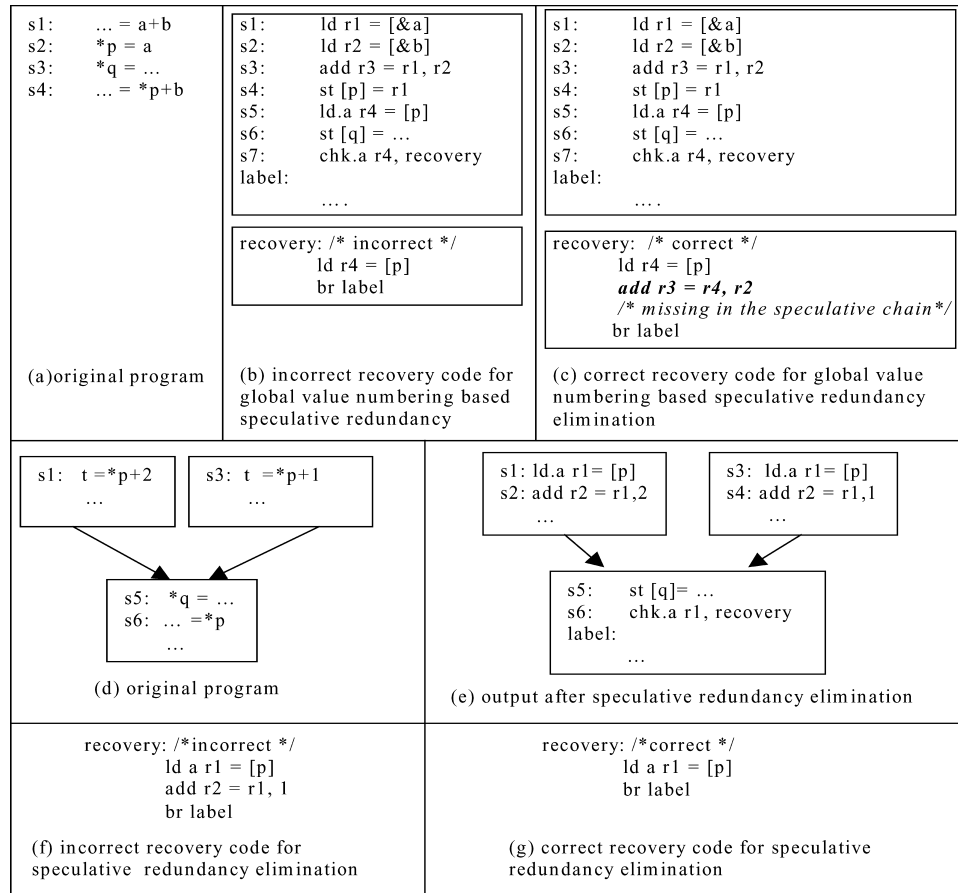 s1: ... = a+b
s2: *p = a
s3: *q = ...
s4: ... = *p+b
(a)original program
s1: ld r1 = [&a]
s2: ld r2 = [&b]
s3: add r3 = r1, r2
s4: st [p] = r1
s5: ld.a r4 = [p]
s6: st [q] = ...
s7: chk.a r4, recovery
label:
... .
recovery: /* incorrect */
ld r4 = [p]
br label
(b) incorrect recovery code for
global value numbering based
speculative redundancy
s1: ld r1 = [&a]
s2: ld r2 = [&b]
s3: add r3 = r1, r2
s4: st [p] = r1
s5: ld.a r4 = [p]
s6: st [q] = ...
s7: chk.a r4, recovery
label:
... .
recovery: /* correct */
ld r4 = [p]
add r3 = r4, r2
/* missing in the speculative chain*/
br label
(c) correct recovery code for global value
numbering based speculative redundancy
elimination
s1: t =*p+2
...
s3: t =*p+1
...
s5: *q = ...
s6: ... =*p
...
(d) original program
s1: ld.a r1= [p]
s2: add r2 = r1,2
...
s3: ld.a r1= [p]
s4: add r2 = r1,1
...
s5: st [q]= ...
s6: chk.a r1, recovery
label:
...
(e) output after speculative redundancy elimination
recovery: /*incorrect */
ld a r1 = [p]
add r2 = r1, 1
br label
(f) incorrect recovery code for
speculative redundancy elimination
recovery: /*correct */
ld a r1 = [p]
br label
(g) correct recovery code for speculative
redundancy elimination